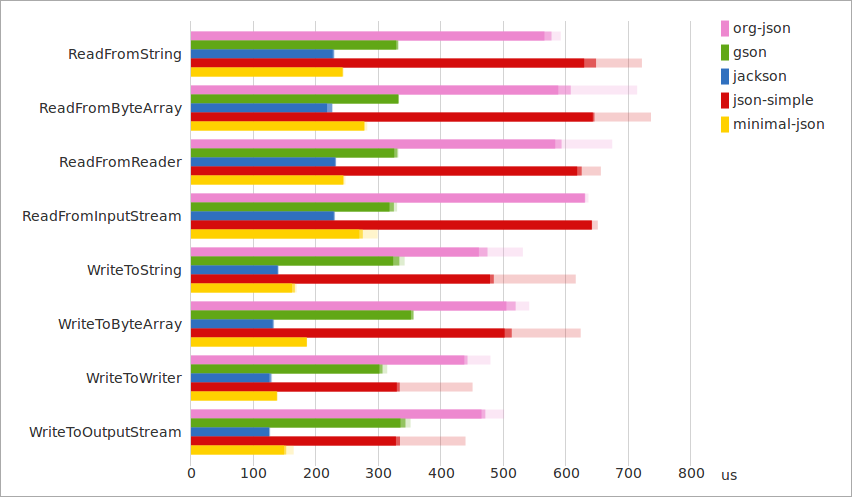 ReadFromString
ReadFromByteArray
ReadFromReader
ReadFromInputStream
WriteToString
WriteToByteArray
WriteToWriter
WriteToOutputStream
0 100 200 300 400 500 600 700 800 us
org-json
gson
jackson
json-simple
minimal-json